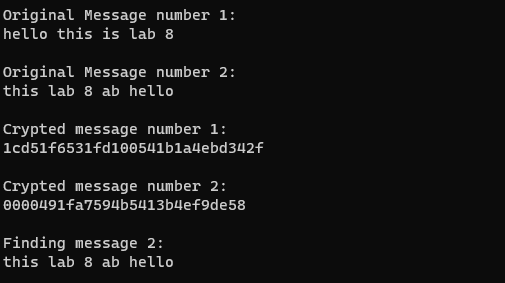 Original Message number 1:
hello this is lab 8
Original Message number 2:
this lab 8 ab hello
Crypted message number 1:
1cd51f6531fd100541b1a4ebd342f
Crypted message number 2:
0000491fa7594b5413b4ef9de58
Finding message 2:
this lab 8 ab hello